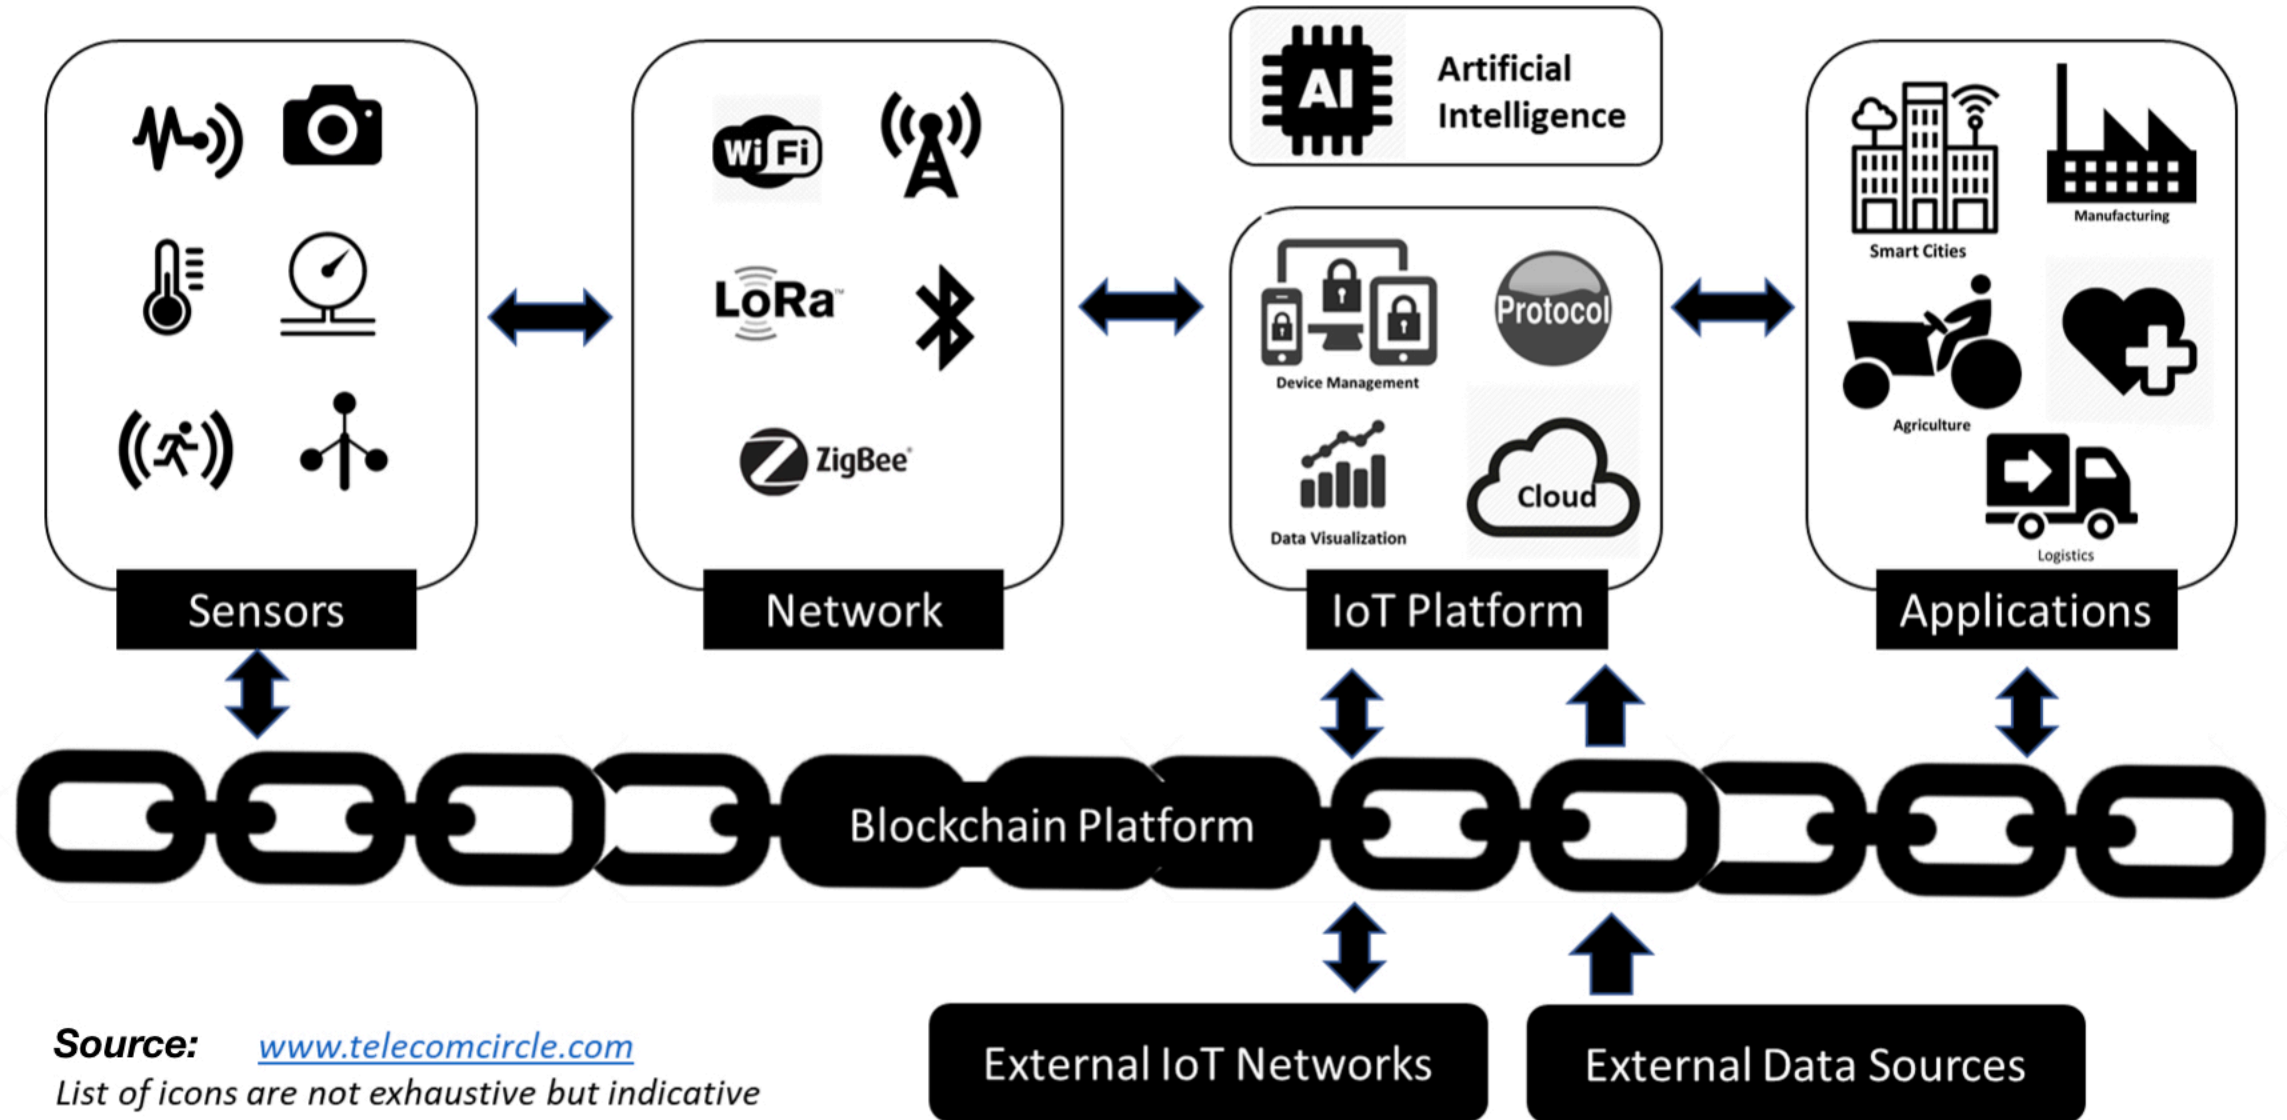 AI
Artificial
Intelligence
Wi Fi
LoRa™
ZigBee®
Protocol
Device Management
Cloud
Data Visualization
Smart Cities
Manufacturing
Agriculture
Logistics
Sensors
Network
IoT Platform
Applications
Blockchain Platform
External IoT Networks
External Data Sources
Source: www.telecomcircle.com
List of icons are not exhaustive but indicative